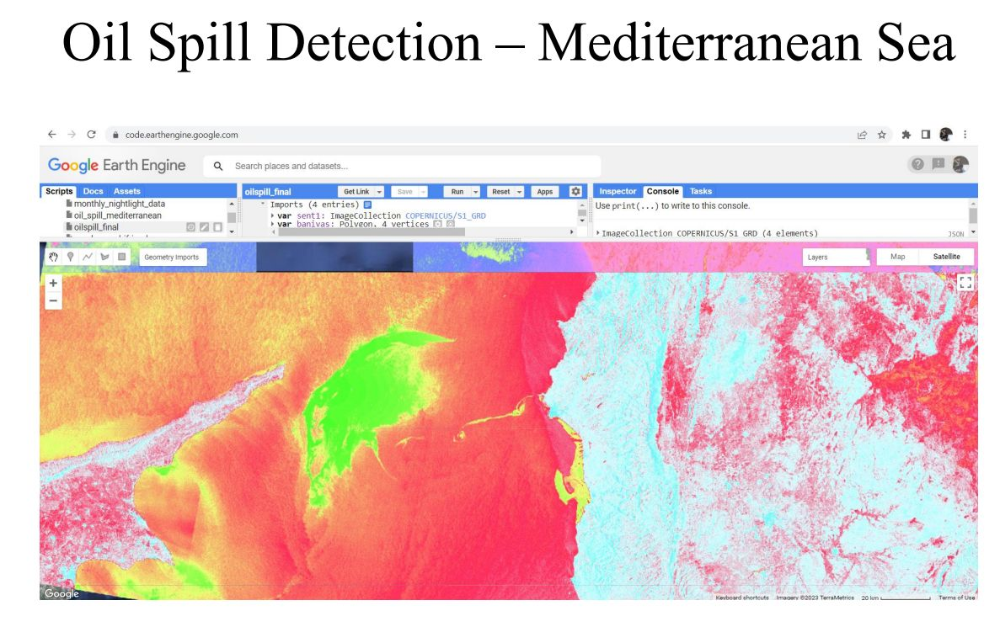 Oil Spill Detection – Mediterranean Sea
code.earthengine.google.com
Google Earth Engine
Search places and datasets...
Scripts Docs Assets
monthly_nightlight_data
oil_spill_mediterranean
oilspill_final
oilspill_final Get Link Save Run Reset Apps
Imports (4 entries)
var sent1: ImageCollection COPERNICUS/S1_GRD
var banivas: Polygon, 4 vertices
Inspector Console Tasks
Use print(...) to write to this console.
ImageCollection COPERNICUS/S1_GRD (4 elements) JSON
Geometry Imports
Layers Map Satellite
+
−
Google Keyboard shortcuts Imagery ©2023 TerraMetrics 20 km Terms of Use